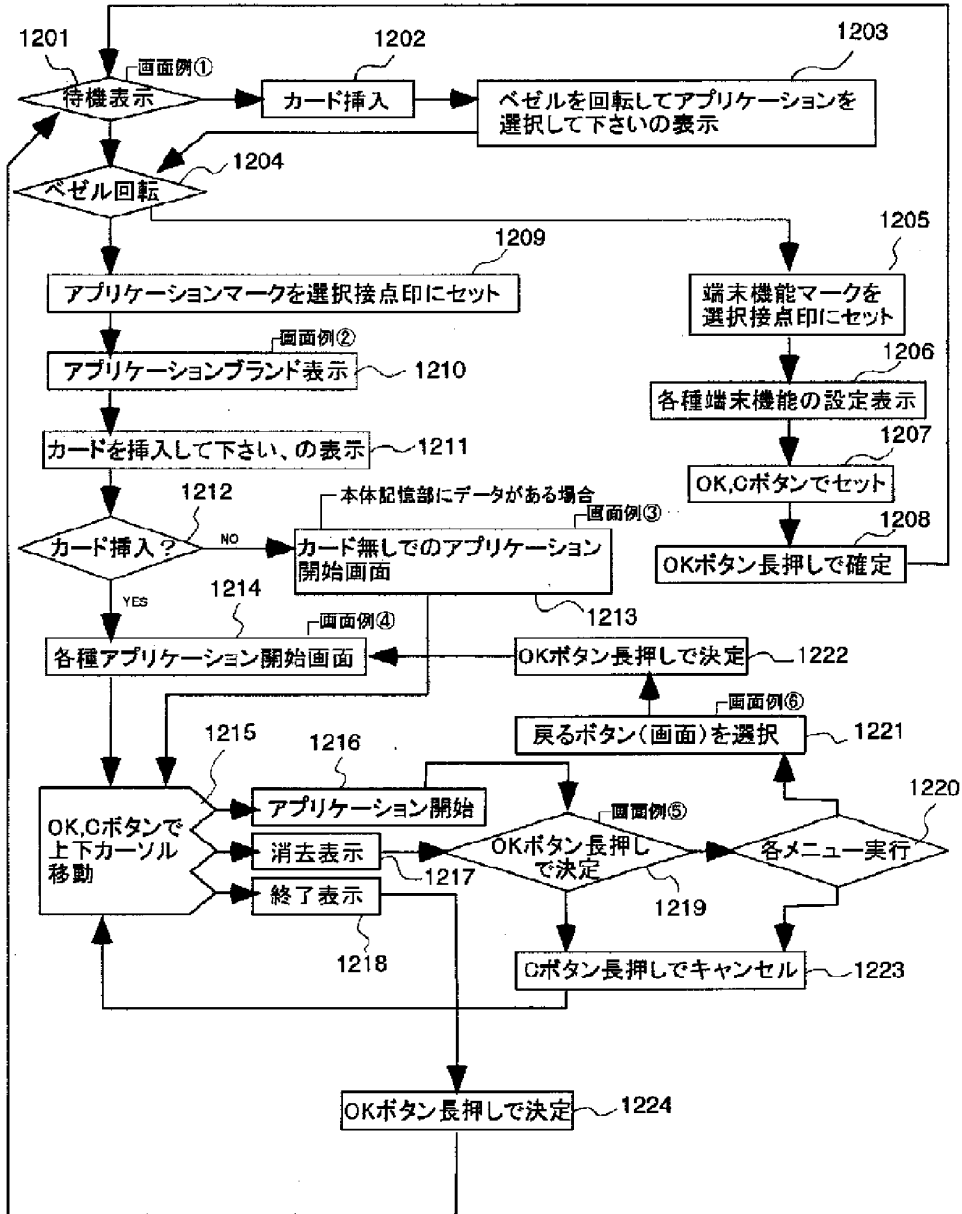 1201
画面例①
待機表示
1202
カード挿入
1203
ベゼルを回転してアプリケーションを
選択して下さいの表示
1204
ベゼル回転
1205
端末機能マークを
選択接点印にセット
1206
各種端末機能の設定表示
1207
OK,Cボタンでセット
1208
OKボタン長押しで確定
1209
アプリケーションマークを選択接点印にセット
画面例②
アプリケーションブランド表示
1210
カードを挿入して下さい、の表示
1211
1212
カード挿入？
NO
YES
本体記憶部にデータがある場合
画面例③
カード無しでのアプリケーション
開始画面
1213
1214
画面例④
各種アプリケーション開始画面
OKボタン長押しで決定
1222
画面例⑥
戻るボタン（画面）を選択
1221
1215
OK,Cボタンで
上下カーソル
移動
1216
アプリケーション開始
消去表示
1217
終了表示
1218
画面例⑤
OKボタン長押し
で決定
1219
1220
各メニュー実行
Cボタン長押しでキャンセル
1223
OKボタン長押しで決定
1224